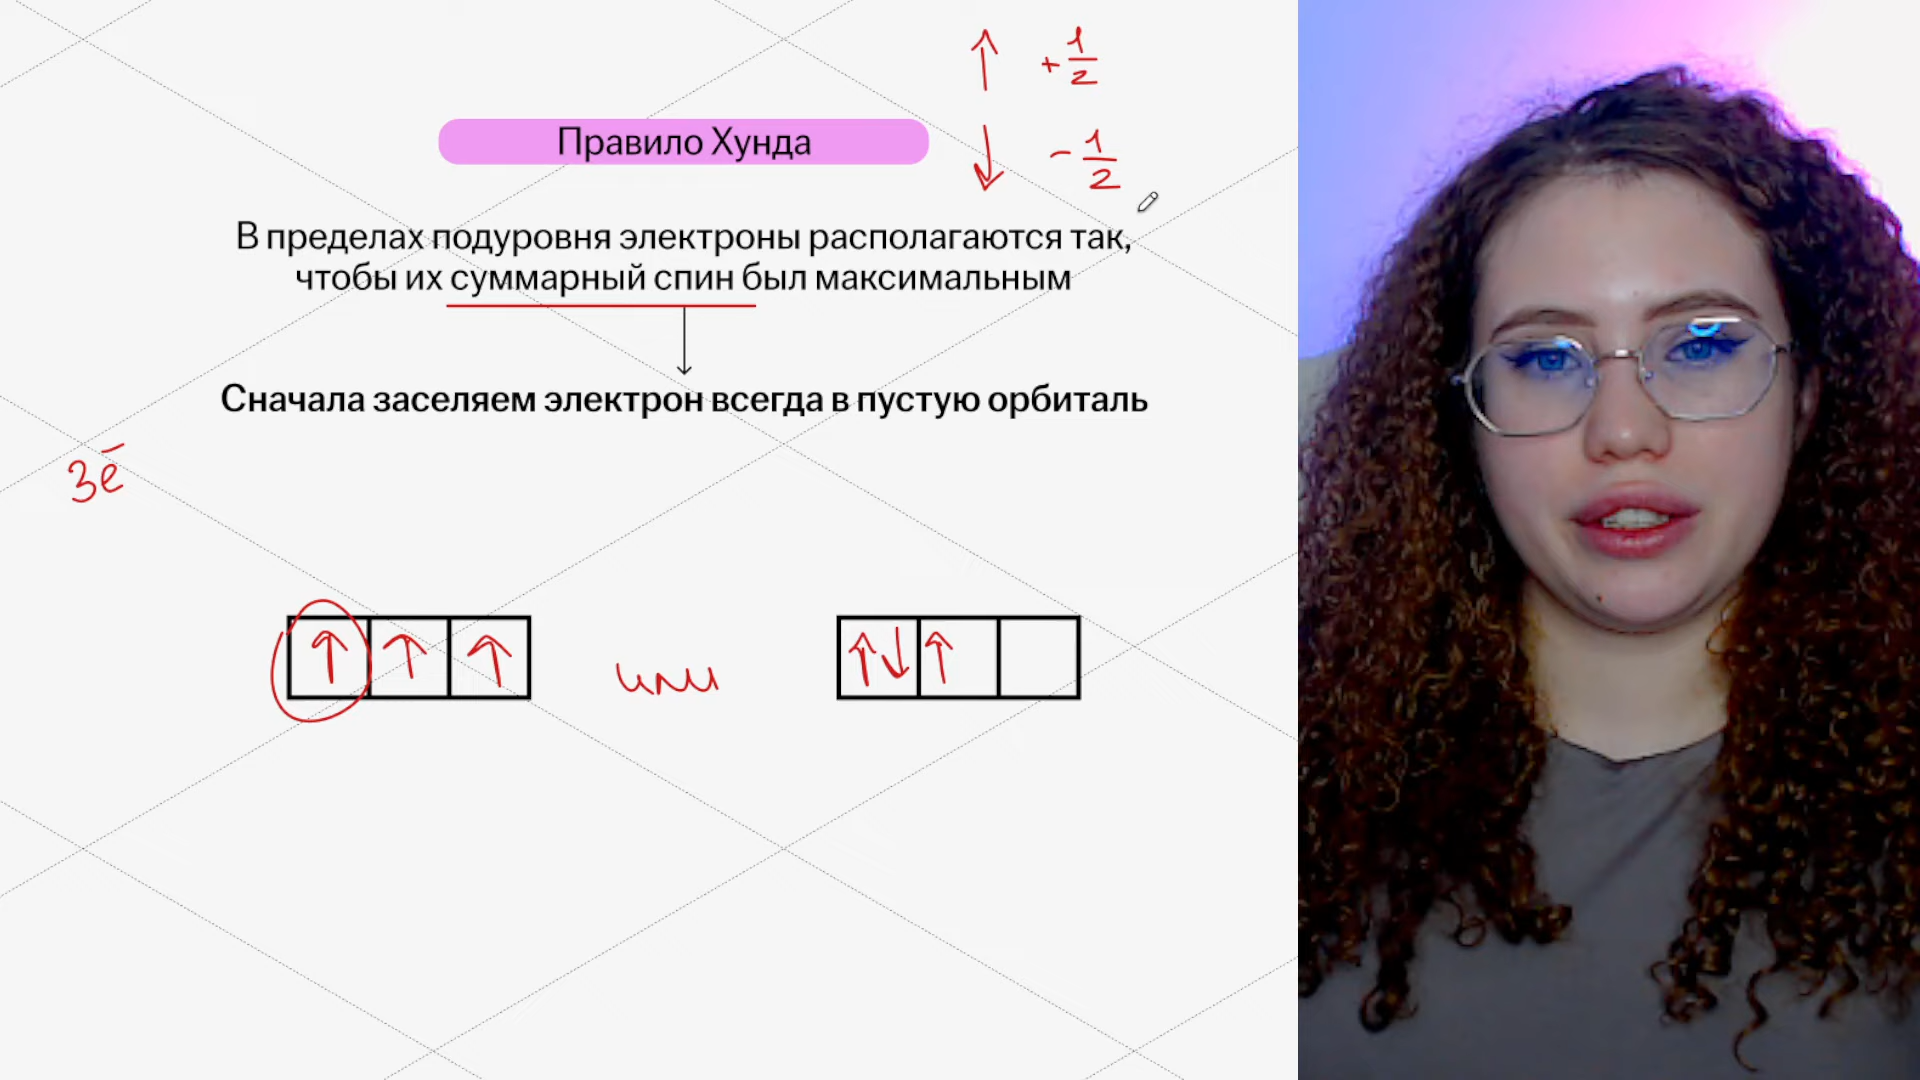 + 1/2
Правило Хунда
- 1/2
В пределах подуровня электроны располагаются так,
чтобы их суммарный спин был максимальным
Сначала заселяем электрон всегда в пустую орбиталь
3ē
или